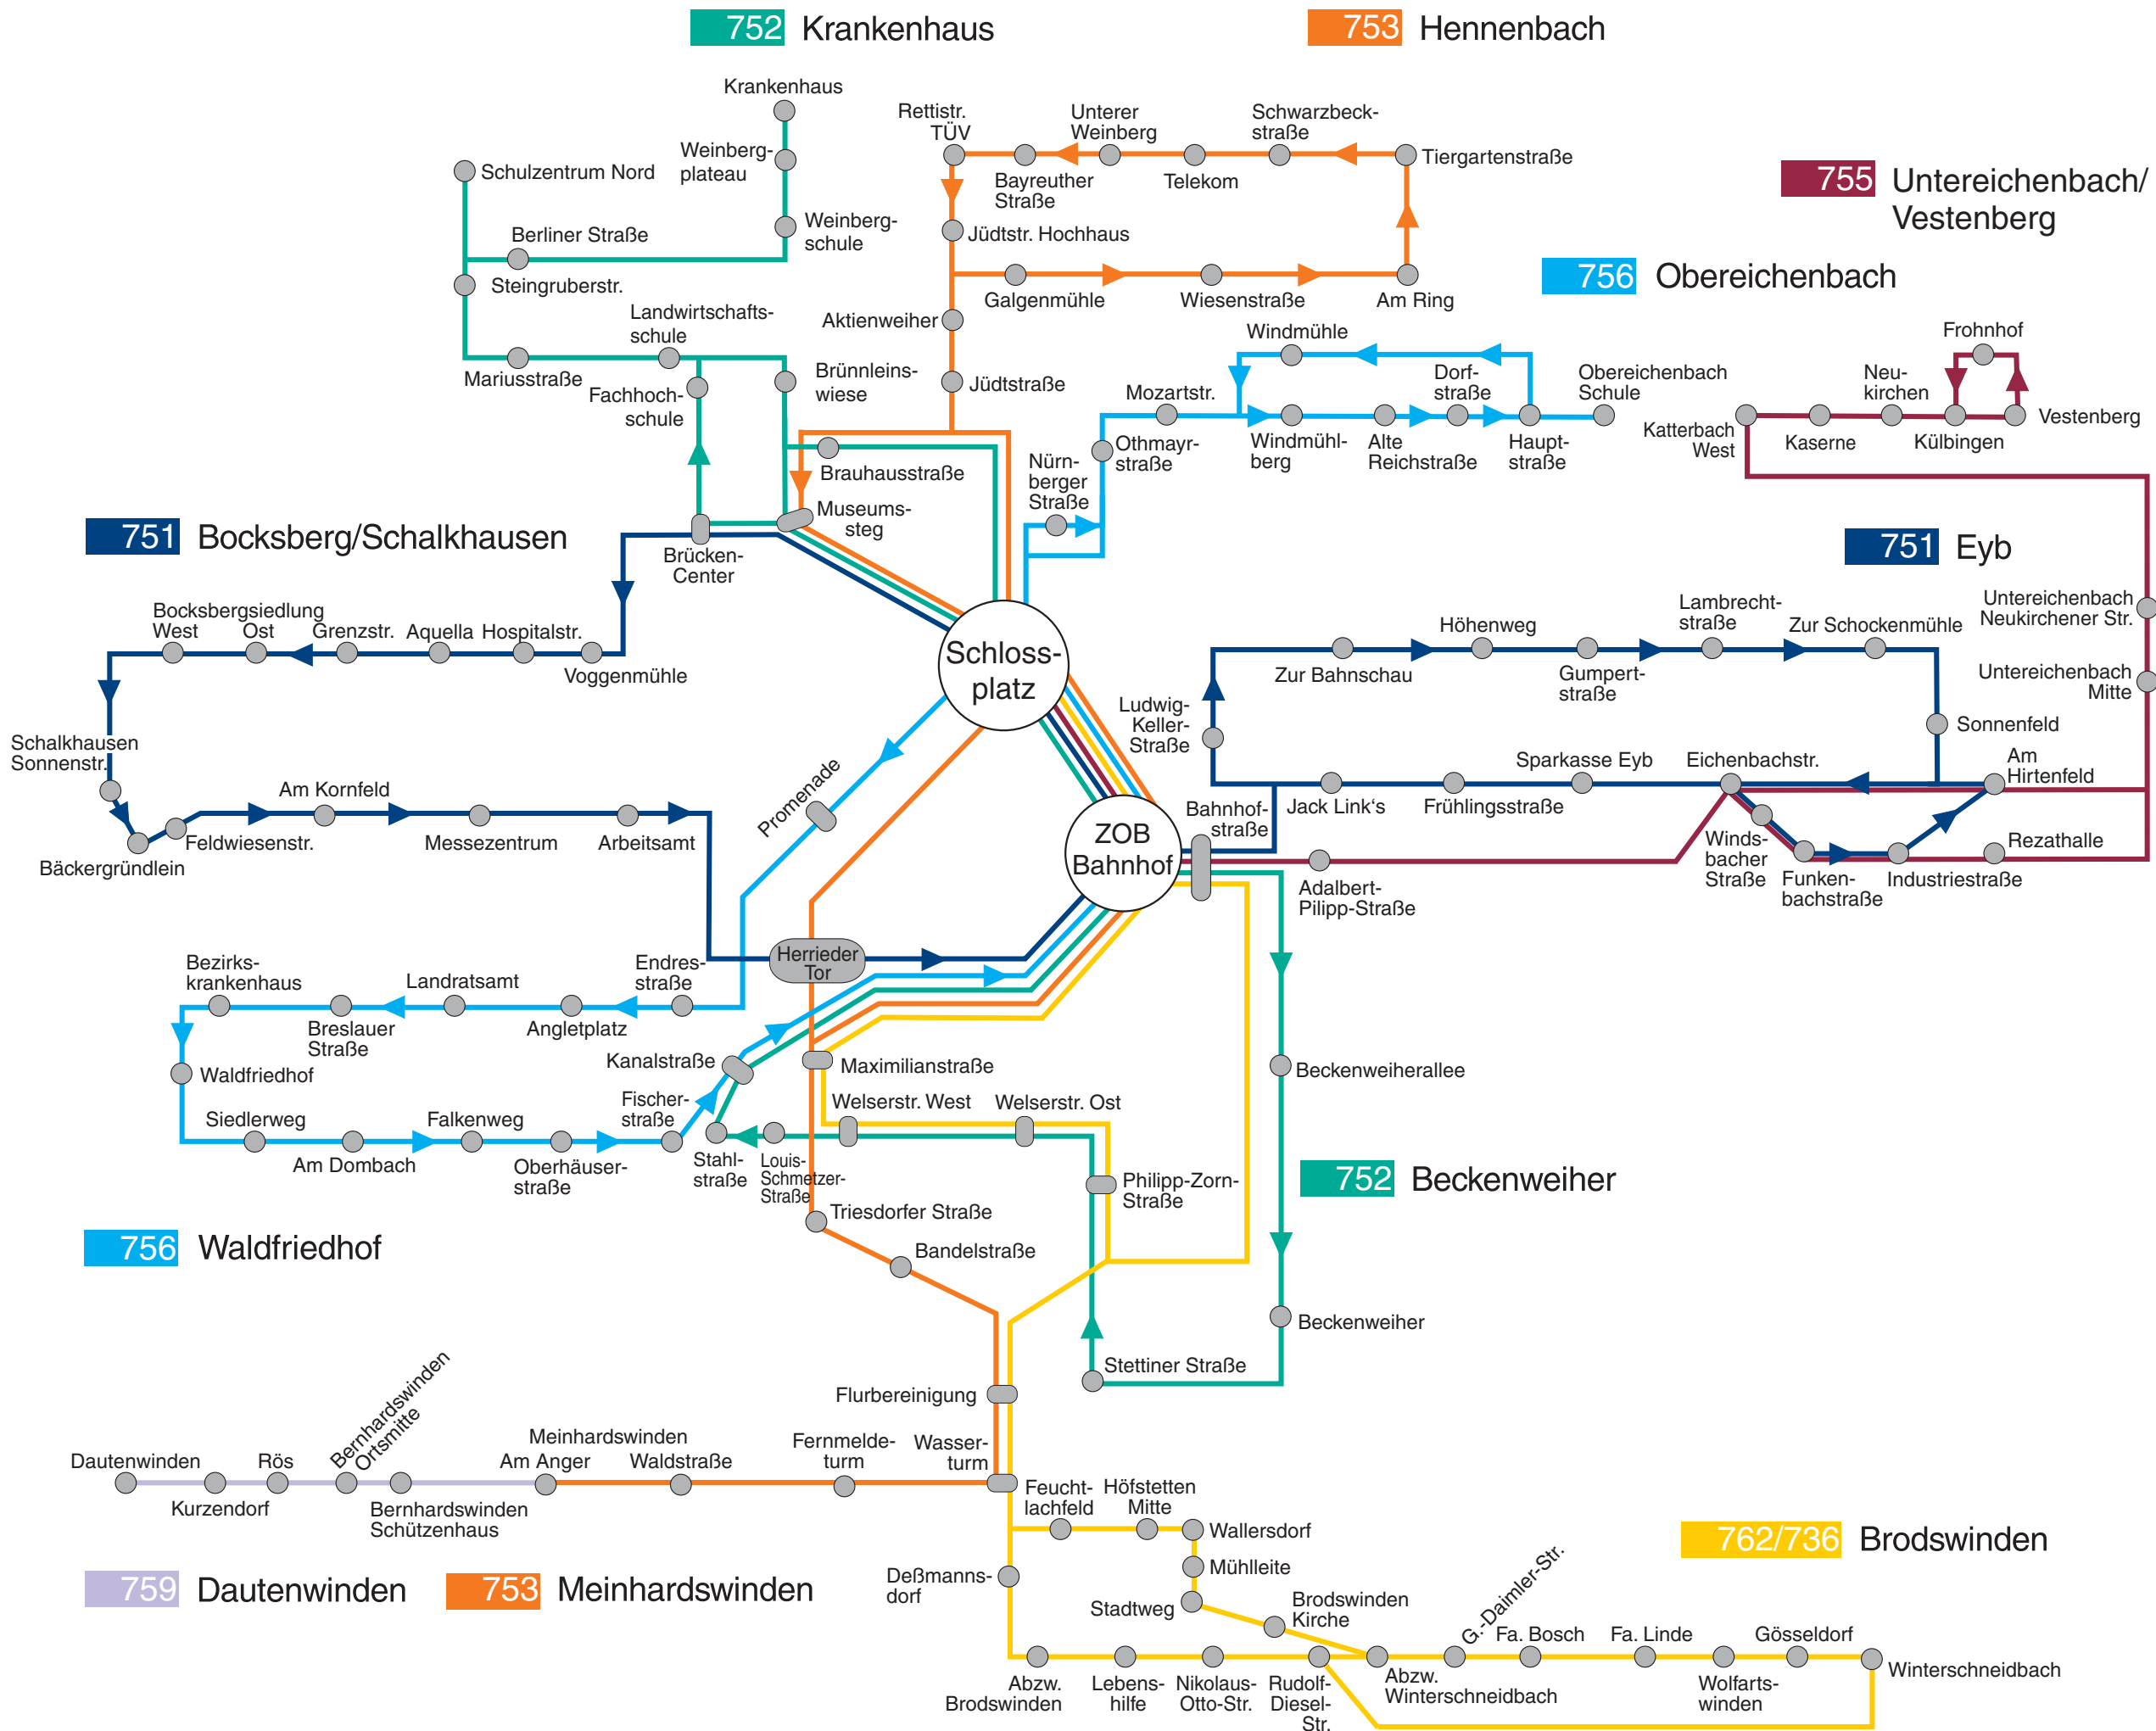 752 Krankenhaus
753 Hennenbach
Krankenhaus
Weinberg-
plateau
Schulzentrum Nord
Weinberg-
schule
Berliner Straße
Steingruberstr.
Landwirtschafts-
schule
Mariusstraße
Fachhoch-
schule
Brünnleins-
wiese
Rettistr.
TÜV
Unterer
Weinberg
Schwarzbeck-
straße
Tiergartenstraße
Bayreuther
Straße
Telekom
Jüdtstr. Hochhaus
Galgenmühle
Wiesenstraße
Am Ring
Aktienweiher
Jüdtstraße
Brauhausstraße
Museums-
steg
Brücken-
Center
755 Untereichenbach/
Vestenberg
756 Obereichenbach
Windmühle
Mozartstr.
Dorf-
straße
Obereichenbach
Schule
Othmayr-
straße
Windmühl-
berg
Alte
Reichstraße
Haupt-
straße
Nürn-
berger
Straße
Frohnhof
Neu-
kirchen
Vestenberg
Katterbach
West
Kaserne
Külbingen
751 Bocksberg/Schalkhausen
751 Eyb
Bocksbergsiedlung
West
Ost
Grenzstr.
Aquella
Hospitalstr.
Voggenmühle
Schalkhausen
Sonnenstr.
Am Kornfeld
Feldwiesenstr.
Bäckergründlein
Messezentrum
Arbeitsamt
Schloss-
platz
ZOB
Bahnhof
Promenade
Bahnhof-
straße
Ludwig-
Keller-
Straße
Zur Bahnschau
Höhenweg
Gumpert-
straße
Lambrecht-
straße
Zur Schockenmühle
Untereichenbach
Neukirchener Str.
Untereichenbach
Mitte
Sonnenfeld
Am
Hirtenfeld
Jack Link's
Frühlingsstraße
Sparkasse Eyb
Eichenbachstr.
Adalbert-
Pilipp-Straße
Winds-
bacher
Straße
Funken-
bachstraße
Industriestraße
Rezathalle
Herrieder
Tor
Bezirks-
krankenhaus
Landratsamt
Endres-
straße
Breslauer
Straße
Angletplatz
Waldfriedhof
Kanalstraße
Maximilianstraße
Siedlerweg
Falkenweg
Fischer-
straße
Am Dombach
Oberhäuser-
straße
Stahl-
straße
Louis-
Schmetzer-
Straße
Welserstr. West
Welserstr. Ost
Beckenweiherallee
Philipp-Zorn-
Straße
752 Beckenweiher
756 Waldfriedhof
Triesdorfer Straße
Bandelstraße
Beckenweiher
Stettiner Straße
Flurbereinigung
Dautenwinden
Kurzendorf
Rös
Bernhardswinden
Ortsmitte
Bernhardswinden
Schützenhaus
Meinhardswinden
Am Anger
Waldstraße
Fernmelde-
turm
Wasser-
turm
Feucht-
lachfeld
Höfstetten
Mitte
Wallersdorf
Mühlleite
Stadtweg
Brodswinden
Kirche
Deßmanns-
dorf
759 Dautenwinden
753 Meinhardswinden
762/736 Brodswinden
Abzw.
Brodswinden
Lebens-
hilfe
Nikolaus-
Otto-Str.
Rudolf-
Diesel-
Str.
Abzw.
Winterschneidbach
G.-Daimler-Str.
Fa. Bosch
Fa. Linde
Wolfarts-
winden
Gösseldorf
Winterschneidbach